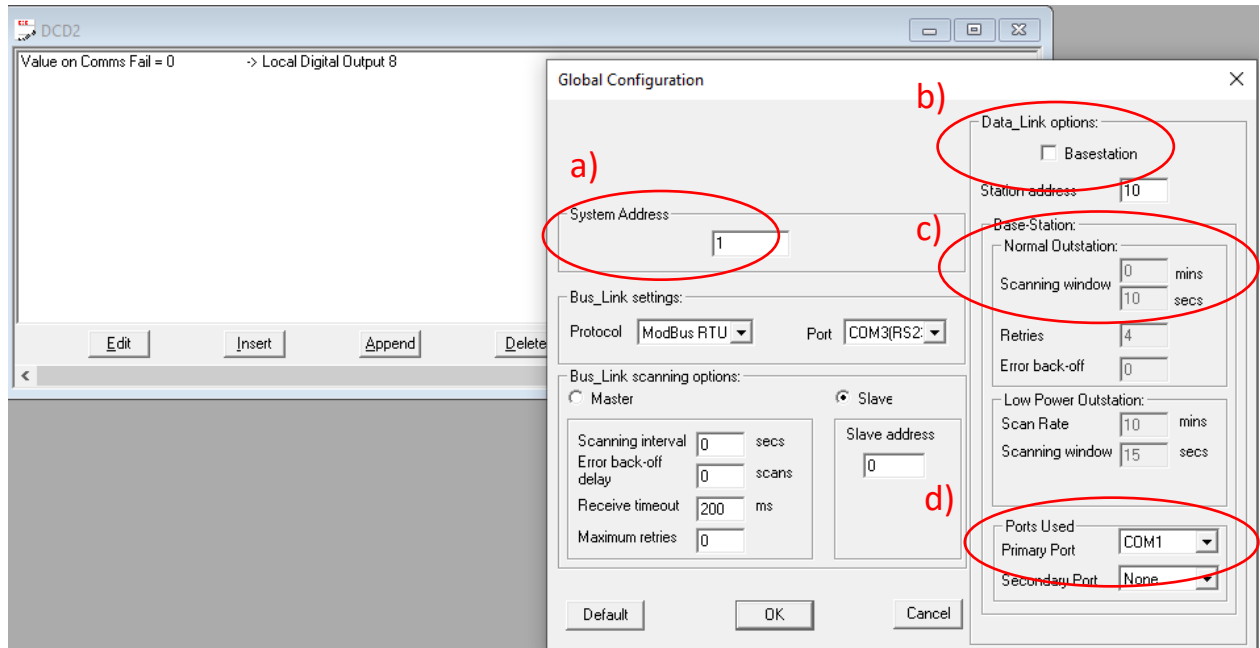 DCD2
Value on Comms Fail = 0 -> Local Digital Output 8
Edit Insert Append Delete
Global Configuration
a)
System Address
1
Bus_Link settings:
Protocol ModBus RTU Port COM3(RS2:
Bus_Link scanning options:
Master Slave
Scanning interval 0 secs
Error back-off
delay 0 scans
Receive timeout 200 ms
Maximum retries 0
Slave address
0
Default OK Cancel
b)
Data_Link options:
Basestation
Station address 10
c)
Base-Station:
Normal Outstation:
Scanning window 0 mins
10 secs
Retries 4
Error back-off 0
Low Power Outstation:
Scan Rate 10 mins
Scanning window 15 secs
d)
Ports Used
Primary Port COM1
Secondary Port None